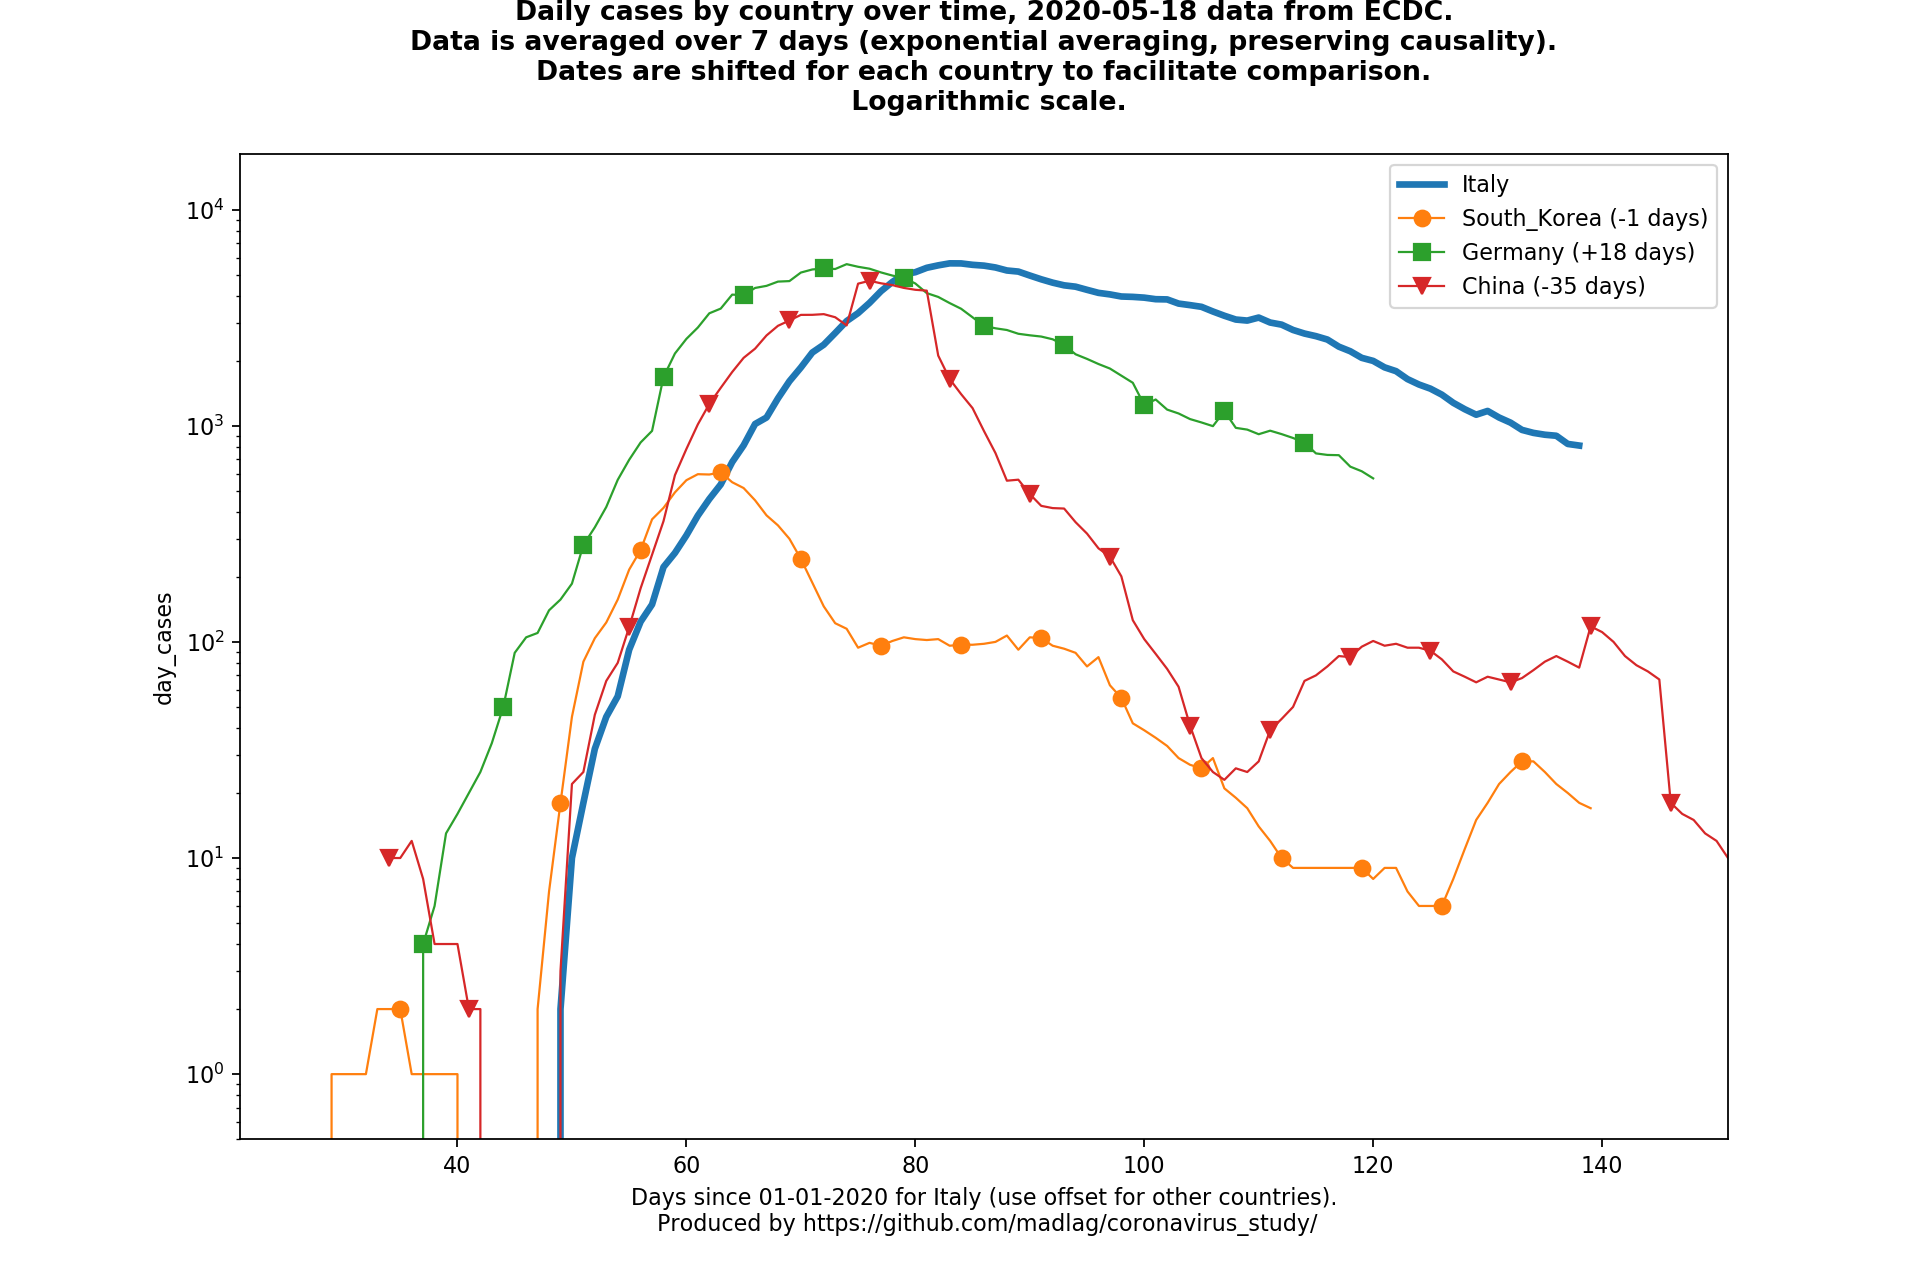 Daily cases by country over time, 2020-05-18 data from ECDC.
Data is averaged over 7 days (exponential averaging, preserving causality).
Dates are shifted for each country to facilitate comparison.
Logarithmic scale.
Italy
South_Korea (-1 days)
Germany (+18 days)
China (-35 days)
day_cases
10⁴
10³
10²
10¹
10⁰
40 60 80 100 120 140
Days since 01-01-2020 for Italy (use offset for other countries).
Produced by https://github.com/madlag/coronavirus_study/